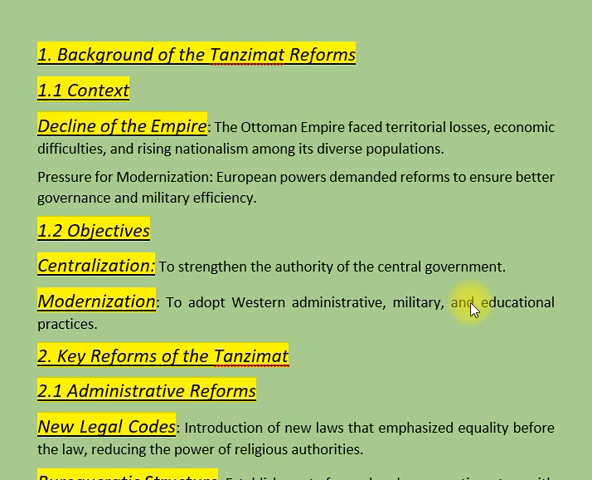 1. Background of the Tanzimat Reforms
1.1 Context
Decline of the Empire: The Ottoman Empire faced territorial losses, economic
difficulties, and rising nationalism among its diverse populations.
Pressure for Modernization: European powers demanded reforms to ensure better
governance and military efficiency.
1.2 Objectives
Centralization: To strengthen the authority of the central government.
Modernization: To adopt Western administrative, military, and educational
practices.
2. Key Reforms of the Tanzimat
2.1 Administrative Reforms
New Legal Codes: Introduction of new laws that emphasized equality before
the law, reducing the power of religious authorities.
Bureaucratic Structure